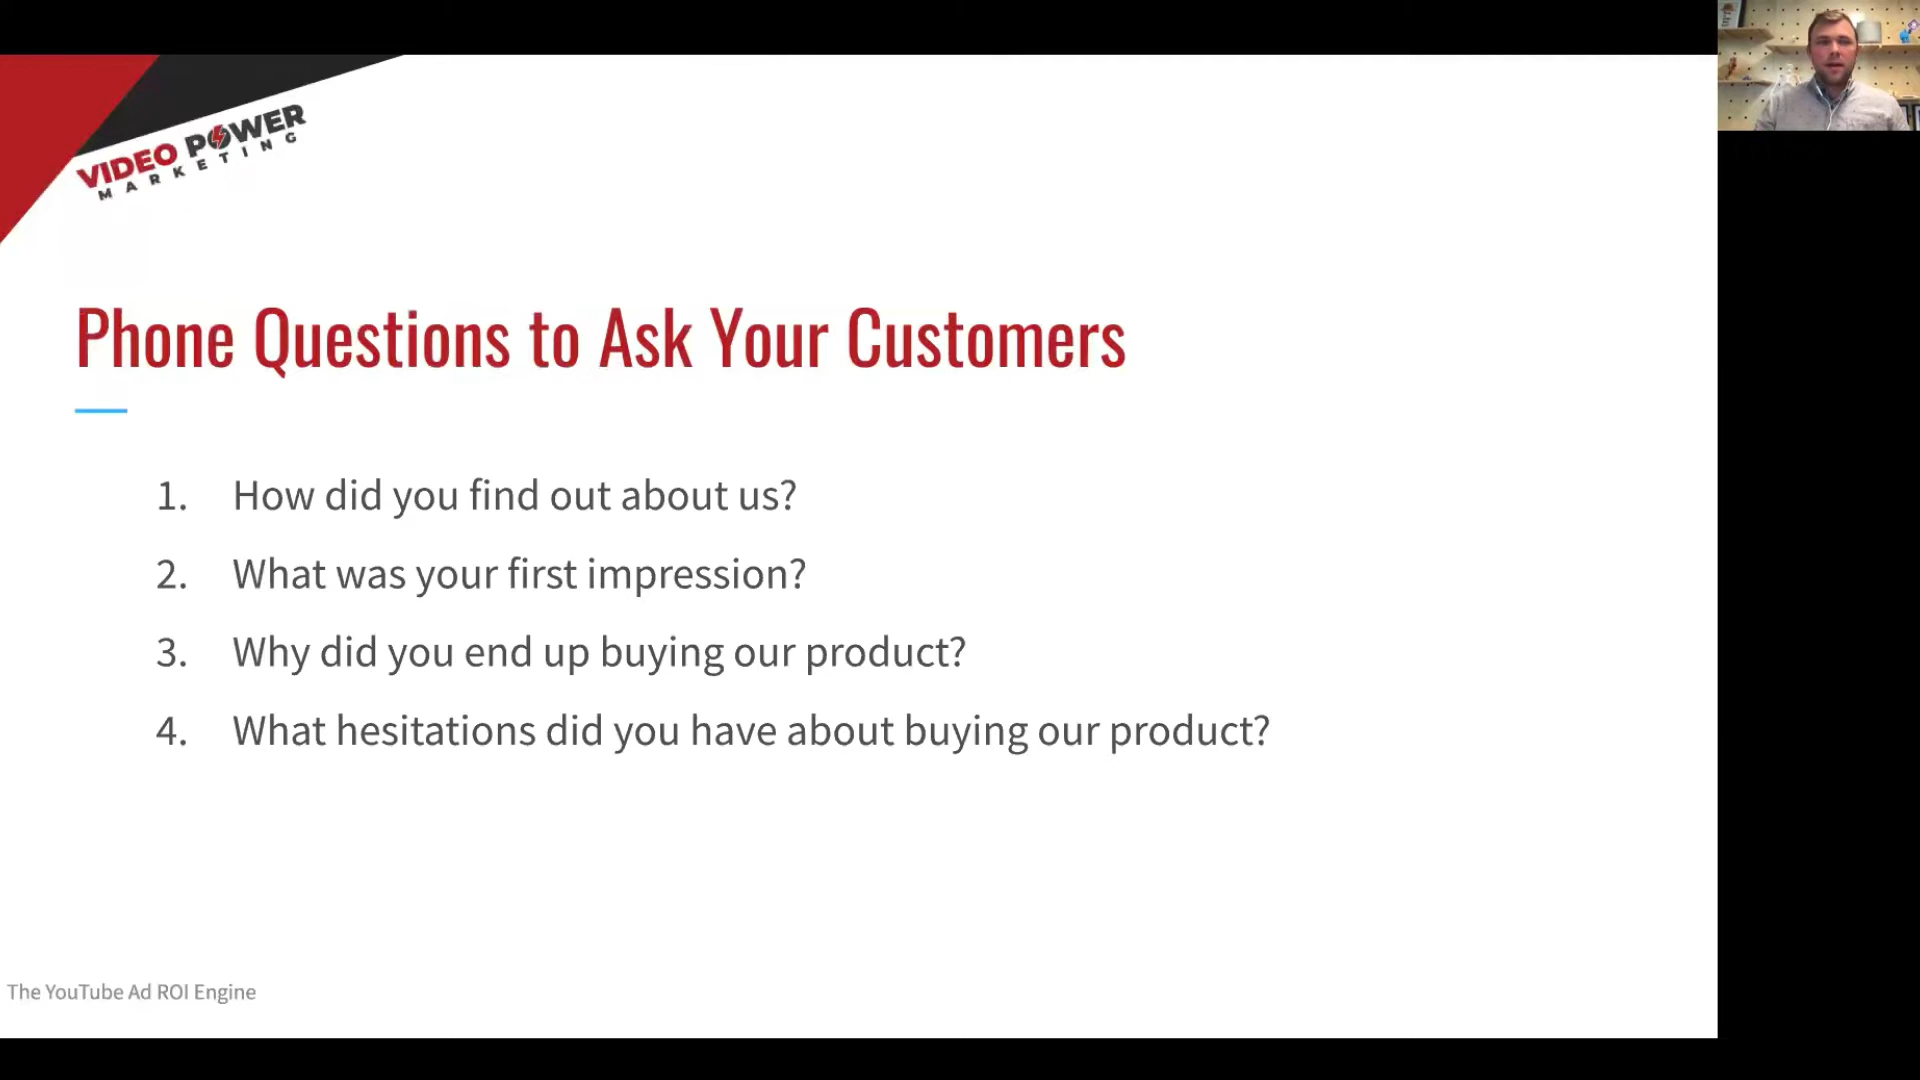 VIDEO POWER
MARKETING
Phone Questions to Ask Your Customers
1. How did you find out about us?
2. What was your first impression?
3. Why did you end up buying our product?
4. What hesitations did you have about buying our product?
The YouTube Ad ROI Engine